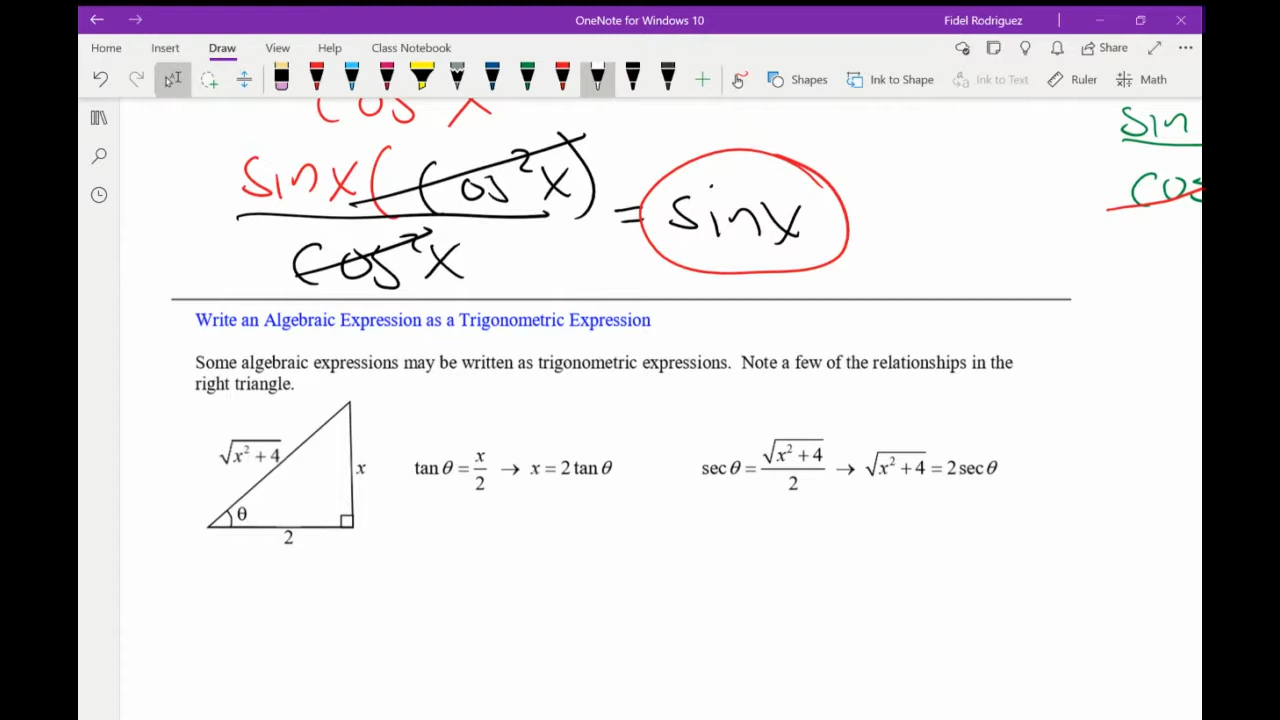 OneNote for Windows 10
Fidel Rodriguez
Home Insert Draw View Help Class Notebook
Share
Shapes Ink to Shape Ink to Text Ruler Math
cos x
sin x ( (cos²x)
cos²x
= sin x
sin
cos
Write an Algebraic Expression as a Trigonometric Expression
Some algebraic expressions may be written as trigonometric expressions. Note a few of the relationships in the
right triangle.
√(x² + 4)
x
θ
2
tan θ = x/2 → x = 2 tan θ
sec θ = √(x² + 4)/2 → √(x² + 4) = 2 sec θ